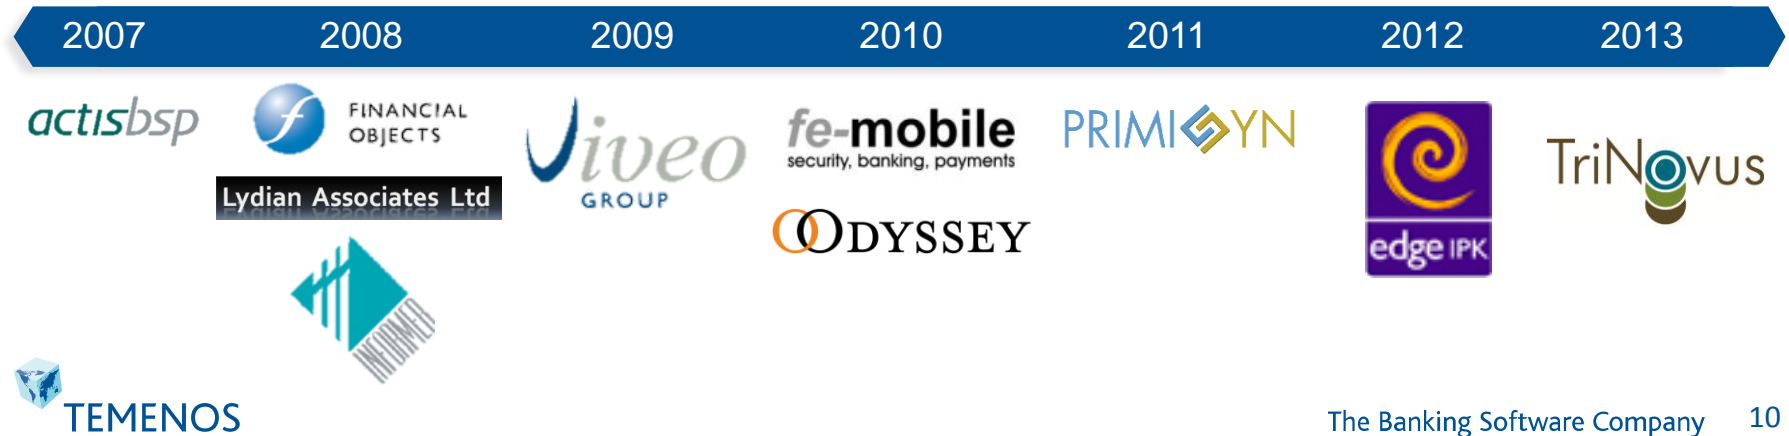 2007 2008 2009 2010 2011 2012 2013
actisbsp
f FINANCIAL
OBJECTS
Lydian Associates Ltd
INFORMER
Viveo
GROUP
fe-mobile
security, banking, payments
ODYSSEY
PRIMISYN
edge IPK
TriNovus
TEMENOS
The Banking Software Company 10